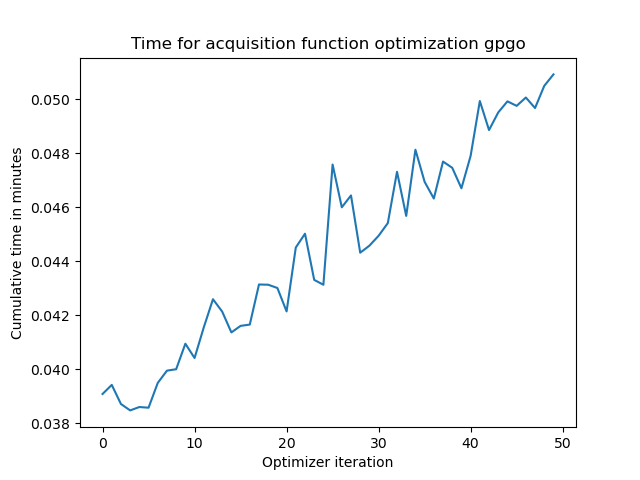 Time for acquisition function optimization gpgo
Cumulative time in minutes
0.050
0.048
0.046
0.044
0.042
0.040
0.038
0 10 20 30 40 50
Optimizer iteration